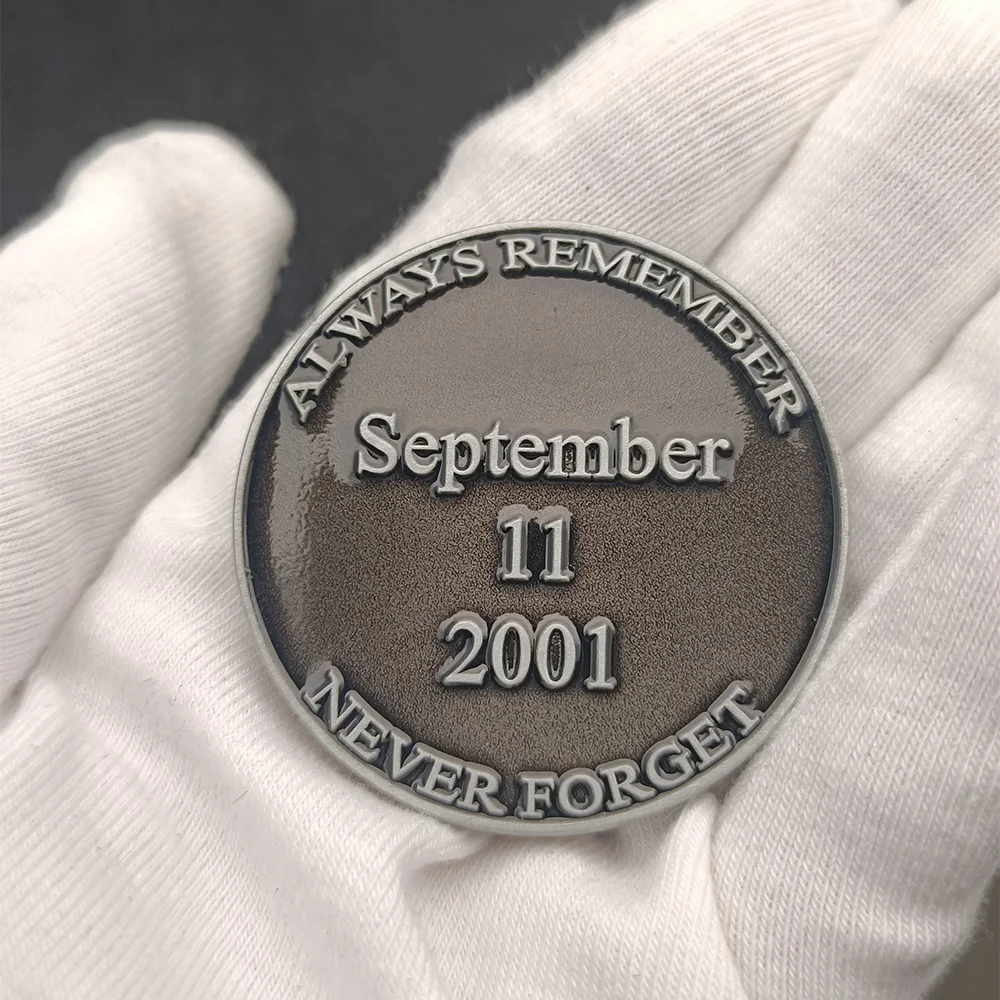 ALWAYS REMEMBER
September
11
2001
NEVER FORGET